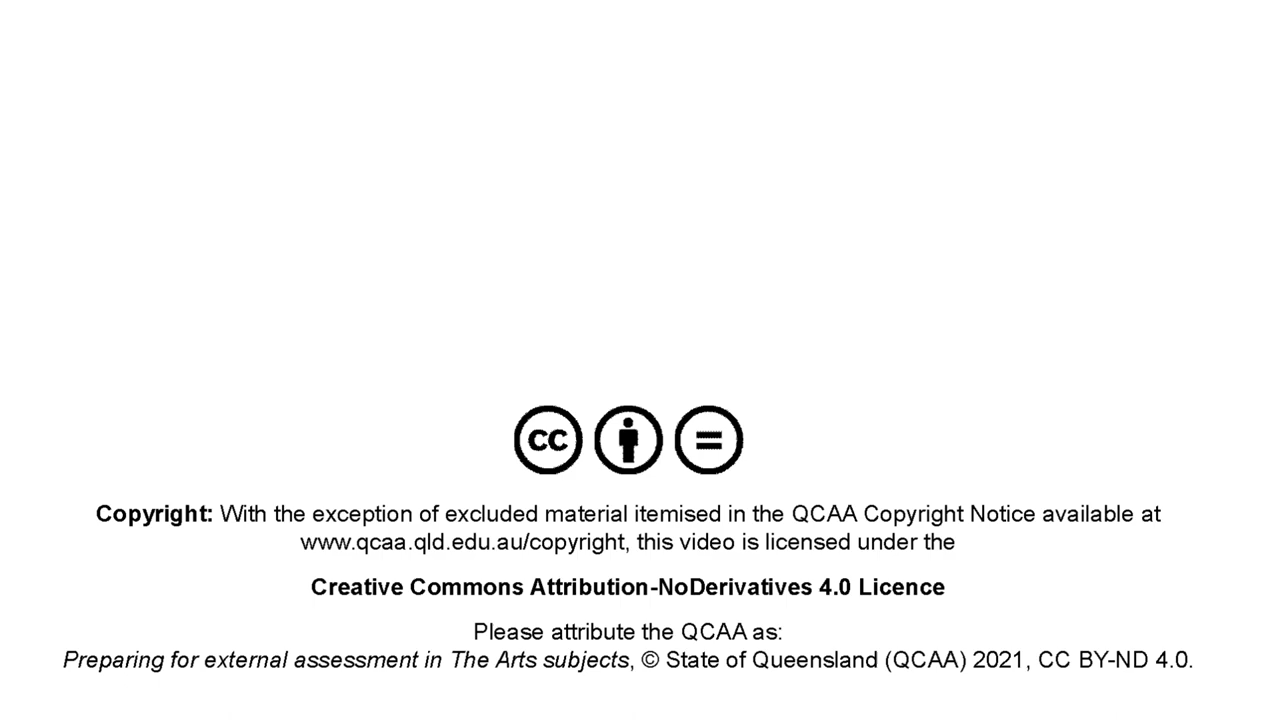 cc
Copyright: With the exception of excluded material itemised in the QCAA Copyright Notice available at
www.qcaa.qld.edu.au/copyright, this video is licensed under the
Creative Commons Attribution-NoDerivatives 4.0 Licence
Please attribute the QCAA as:
Preparing for external assessment in The Arts subjects, © State of Queensland (QCAA) 2021, CC BY-ND 4.0.